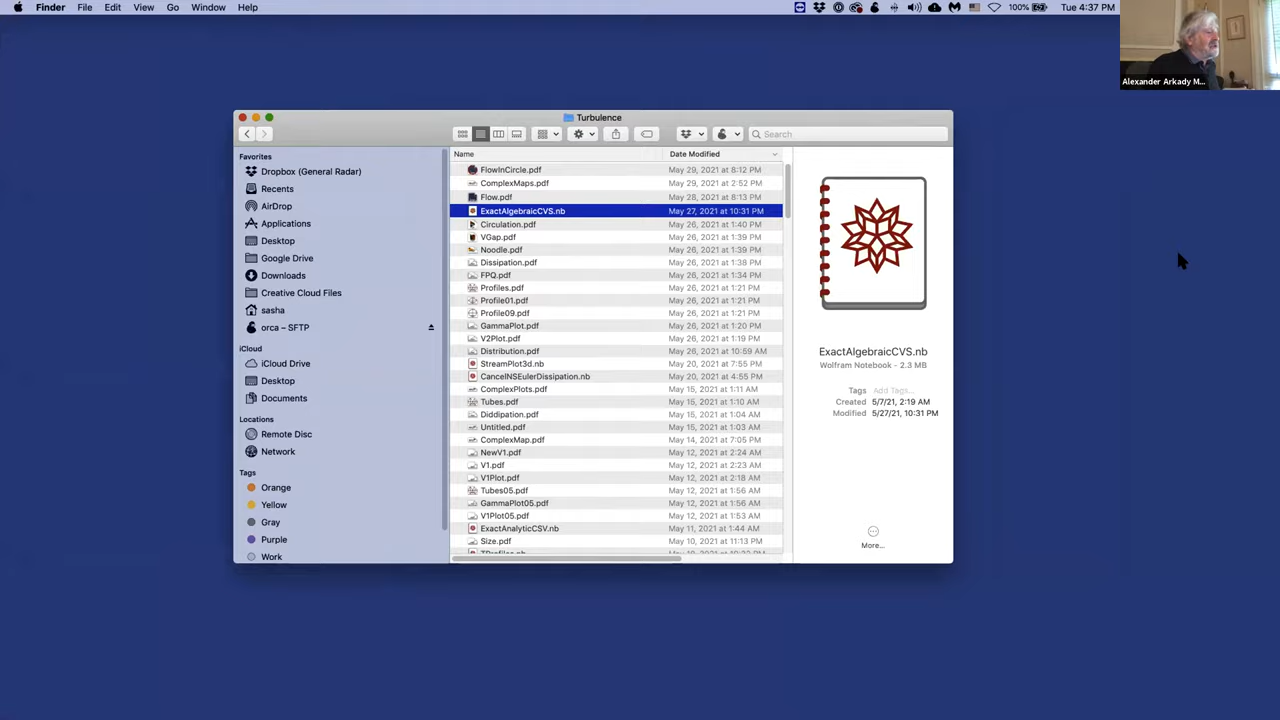 Finder File Edit View Go Window Help 100% Tue 4:37 PM
Alexander Arkady M...
Turbulence
Search
Favorites
Dropbox (General Radar)
Recents
AirDrop
Applications
Desktop
Google Drive
Downloads
Creative Cloud Files
sasha
orca – SFTP
iCloud
iCloud Drive
Desktop
Documents
Locations
Remote Disc
Network
Tags
Orange
Yellow
Gray
Purple
Work
Name Date Modified
FlowInCircle.pdf May 29, 2021 at 8:12 PM
ComplexMaps.pdf May 29, 2021 at 2:52 PM
Flow.pdf May 28, 2021 at 8:13 PM
ExactAlgebraicCVS.nb May 27, 2021 at 10:31 PM
Circulation.pdf May 26, 2021 at 1:40 PM
VGap.pdf May 26, 2021 at 1:39 PM
Noodle.pdf May 26, 2021 at 1:39 PM
Dissipation.pdf May 26, 2021 at 1:38 PM
FPQ.pdf May 26, 2021 at 1:34 PM
Profiles.pdf May 26, 2021 at 1:21 PM
Profile01.pdf May 26, 2021 at 1:21 PM
Profile09.pdf May 26, 2021 at 1:21 PM
GammaPlot.pdf May 26, 2021 at 1:20 PM
V2Plot.pdf May 26, 2021 at 1:19 PM
Distribution.pdf May 26, 2021 at 10:59 AM
StreamPlot3d.nb May 20, 2021 at 7:55 PM
CancelNSEulerDissipation.nb May 20, 2021 at 4:55 PM
ComplexPlots.pdf May 15, 2021 at 1:11 AM
Tubes.pdf May 15, 2021 at 1:10 AM
Diddipation.pdf May 15, 2021 at 1:04 AM
Untitled.pdf May 15, 2021 at 1:03 AM
ComplexMap.pdf May 14, 2021 at 7:05 PM
NewV1.pdf May 12, 2021 at 2:24 AM
V1.pdf May 12, 2021 at 2:23 AM
V1Plot.pdf May 12, 2021 at 2:18 AM
Tubes05.pdf May 12, 2021 at 1:56 AM
GammaPlot05.pdf May 12, 2021 at 1:56 AM
V1Plot05.pdf May 12, 2021 at 1:53 AM
ExactAnalyticCSV.nb May 11, 2021 at 1:44 AM
Size.pdf May 10, 2021 at 11:13 PM
ExactAlgebraicCVS.nb
Wolfram Notebook - 2.3 MB
Tags Add Tags...
Created 5/7/21, 2:19 AM
Modified 5/27/21, 10:31 PM
More...